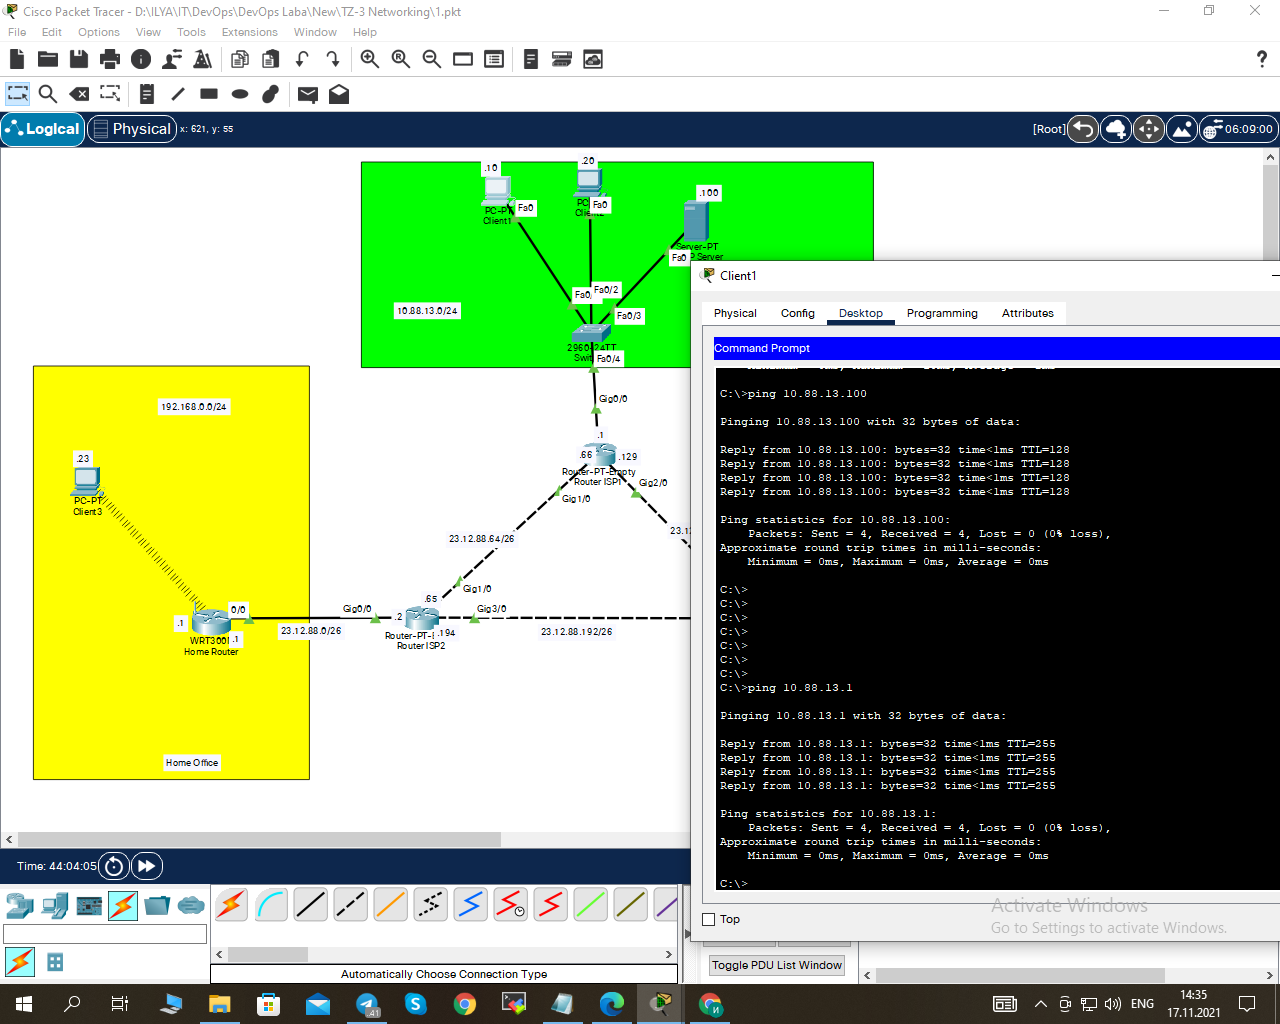 Cisco Packet Tracer - D:\ILYA\IT\DevOps\DevOps Laba\New\TZ-3 Networking\1.pkt
File Edit Options View Tools Extensions Window Help
Logical Physical x: 621, y: 55 [Root] 06:09:00
.10
PC-PT
Client1
Fa0
.20
Fa0
.100
Server-PT
Server
Fa0
10.88.13.0/24
Fa0/2
Fa0/3
Fa0/4
Gig0/0
.1
.66
.129
Router-PT-Empty
Router ISP1
Gig1/0
Gig2/0
192.168.0.0/24
.23
PC-PT
Client3
23.12.88.64/26
Gig1/0
.65
0/0
.1
WRT300
.1
Home Router
23.12.88.0/26
Gig0/0
.2
Gig3/0
.194
Router ISP2
23.12.88.192/26
Home Office
Client1
Physical Config Desktop Programming Attributes
Command Prompt
C:\>ping 10.88.13.100
Pinging 10.88.13.100 with 32 bytes of data:
Reply from 10.88.13.100: bytes=32 time<1ms TTL=128
Reply from 10.88.13.100: bytes=32 time<1ms TTL=128
Reply from 10.88.13.100: bytes=32 time<1ms TTL=128
Reply from 10.88.13.100: bytes=32 time<1ms TTL=128
Ping statistics for 10.88.13.100:
Packets: Sent = 4, Received = 4, Lost = 0 (0% loss),
Approximate round trip times in milli-seconds:
Minimum = 0ms, Maximum = 0ms, Average = 0ms
C:\>
C:\>
C:\>
C:\>
C:\>
C:\>
C:\>
C:\>ping 10.88.13.1
Pinging 10.88.13.1 with 32 bytes of data:
Reply from 10.88.13.1: bytes=32 time<1ms TTL=255
Reply from 10.88.13.1: bytes=32 time<1ms TTL=255
Reply from 10.88.13.1: bytes=32 time<1ms TTL=255
Reply from 10.88.13.1: bytes=32 time<1ms TTL=255
Ping statistics for 10.88.13.1:
Packets: Sent = 4, Received = 4, Lost = 0 (0% loss),
Approximate round trip times in milli-seconds:
Minimum = 0ms, Maximum = 0ms, Average = 0ms
C:\>
Top
Activate Windows
Go to Settings to activate Windows.
Time: 44:04:05
Automatically Choose Connection Type
Toggle PDU List Window
.41
ENG
14:35
17.11.2021